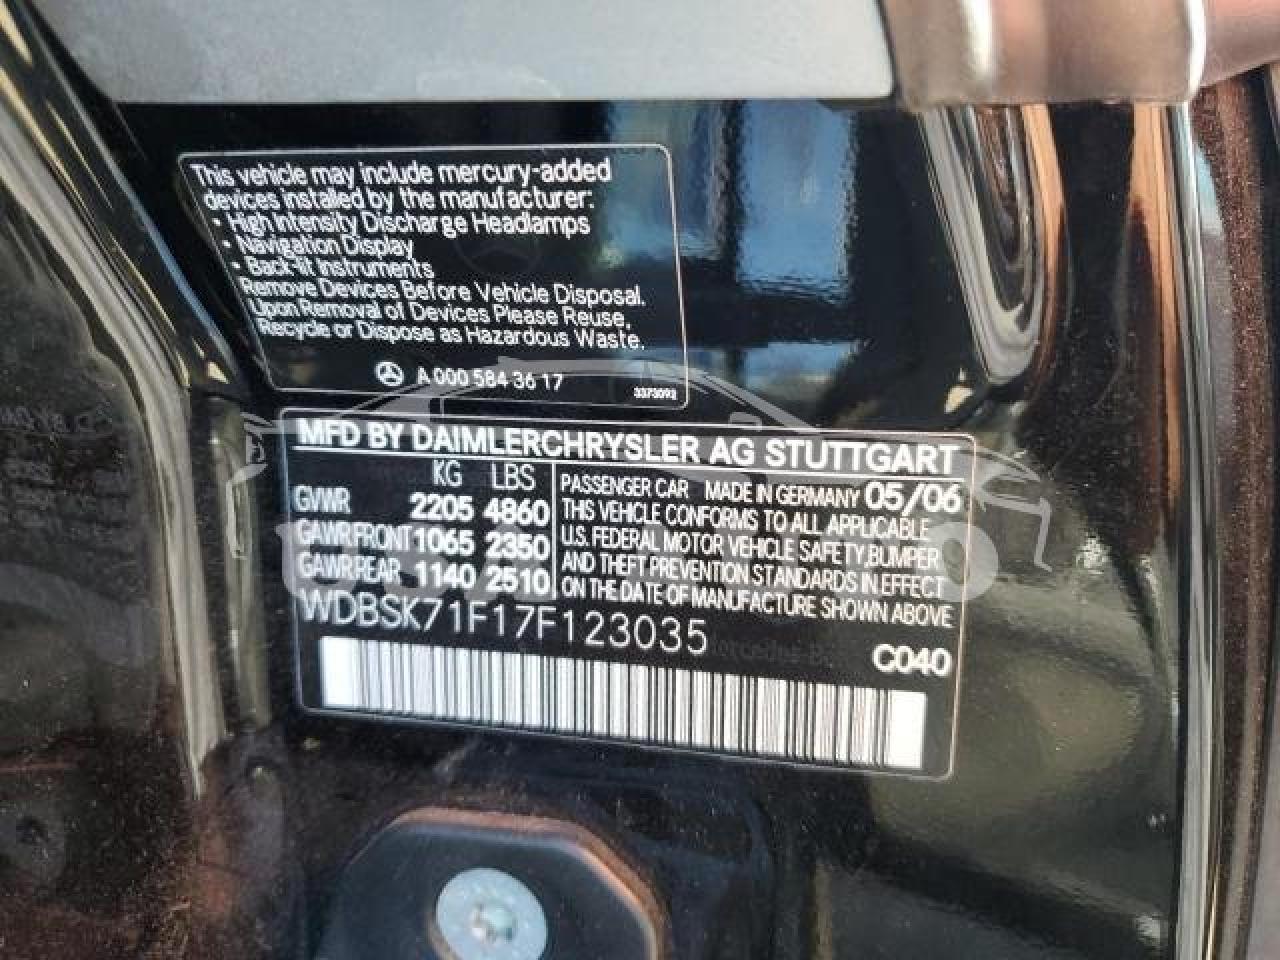 This vehicle may include mercury-added
devices installed by the manufacturer:
• High Intensity Discharge Headlamps
• Navigation Display
• Back-lit Instruments
Remove Devices Before Vehicle Disposal.
Upon Removal of Devices Please Reuse,
Recycle or Dispose as Hazardous Waste.
A 000 584 36 17
3373093
MFD BY DAIMLERCHRYSLER AG STUTTGART
KG LBS
GVWR 2205 4860
GAWR FRONT 1065 2350
GAWR REAR 1140 2510
PASSENGER CAR MADE IN GERMANY 05/06
THIS VEHICLE CONFORMS TO ALL APPLICABLE
U.S. FEDERAL MOTOR VEHICLE SAFETY, BUMPER
AND THEFT PREVENTION STANDARDS IN EFFECT
ON THE DATE OF MANUFACTURE SHOWN ABOVE
WDBSK71F17F123035
C040